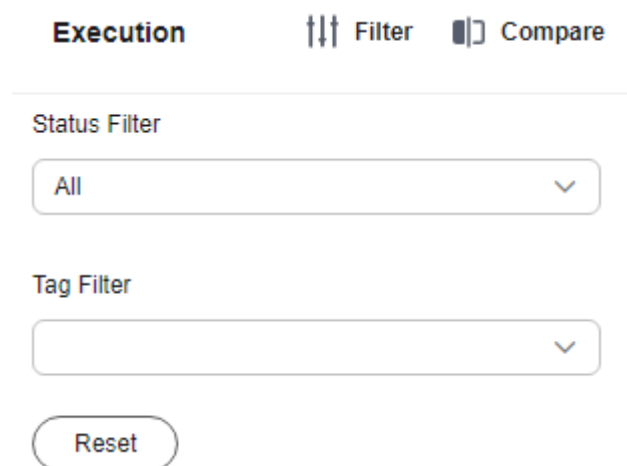 Execution Filter Compare
Status Filter
All
Tag Filter
Reset